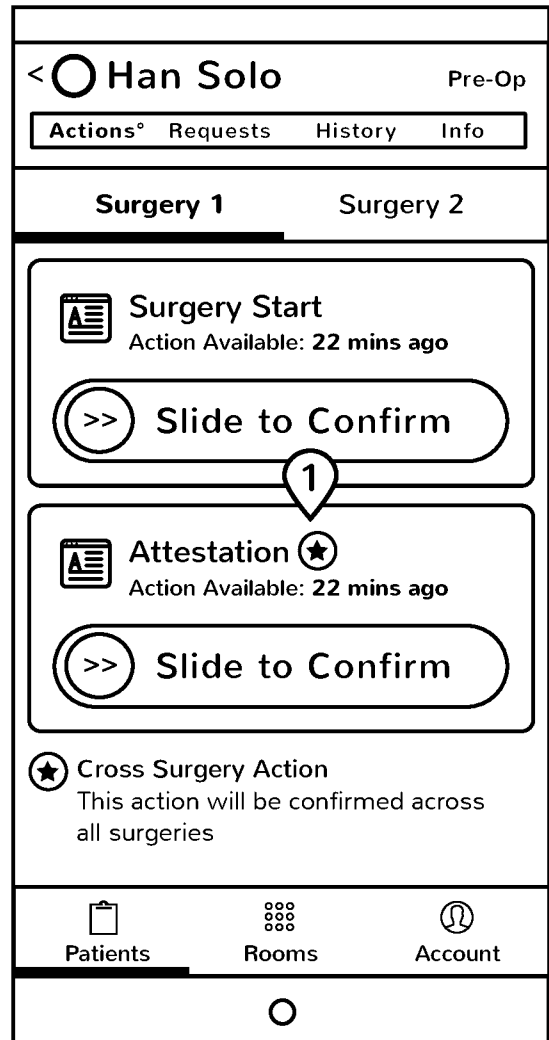 < Han Solo Pre-Op
Actions° Requests History Info
Surgery 1 Surgery 2
Surgery Start
Action Available: 22 mins ago
>> Slide to Confirm
1
Attestation
Action Available: 22 mins ago
>> Slide to Confirm
Cross Surgery Action
This action will be confirmed across
all surgeries
Patients Rooms Account